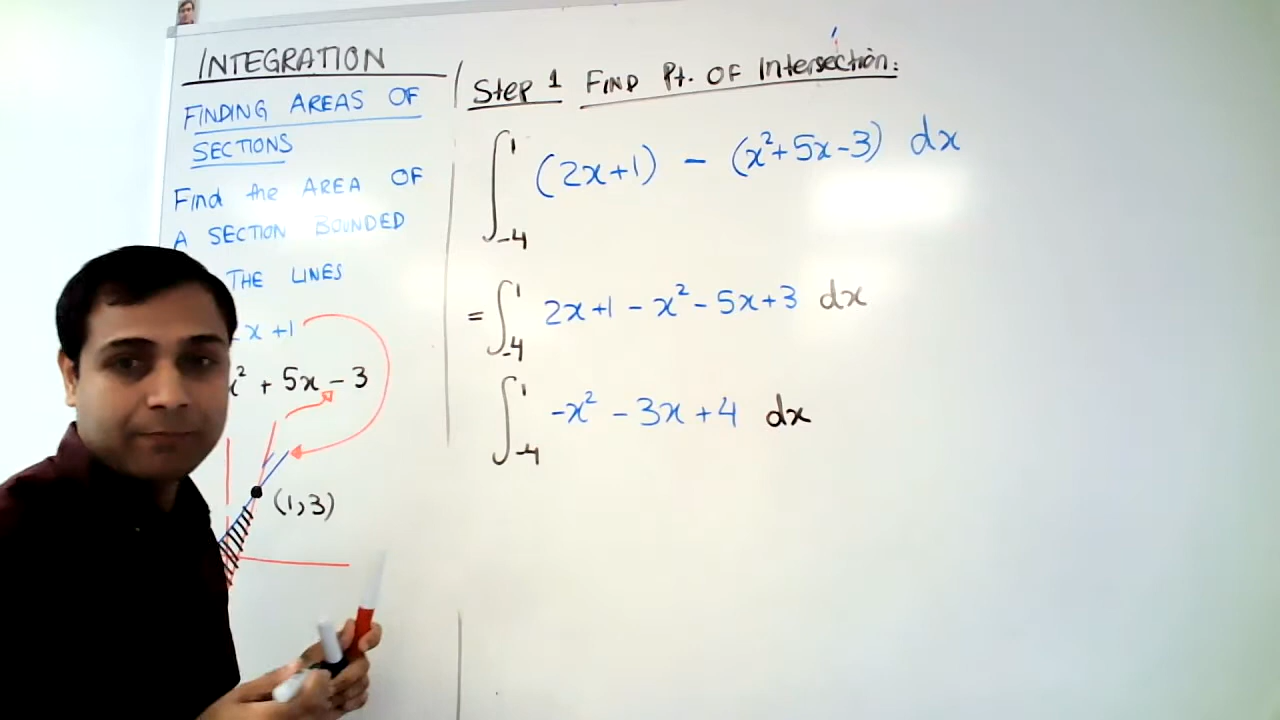 INTEGRATION
FINDING AREAS OF
SECTIONS
Find the AREA OF
A SECTION BOUNDED
THE LINES
2x +1
x² + 5x - 3
(1,3)
Step 1 FIND Pt. OF Intersection:
∫₋₄¹ (2x+1) - (x²+5x-3) dx
= ∫₋₄¹ 2x+1 - x² - 5x+3 dx
∫₋₄¹ -x² - 3x + 4 dx